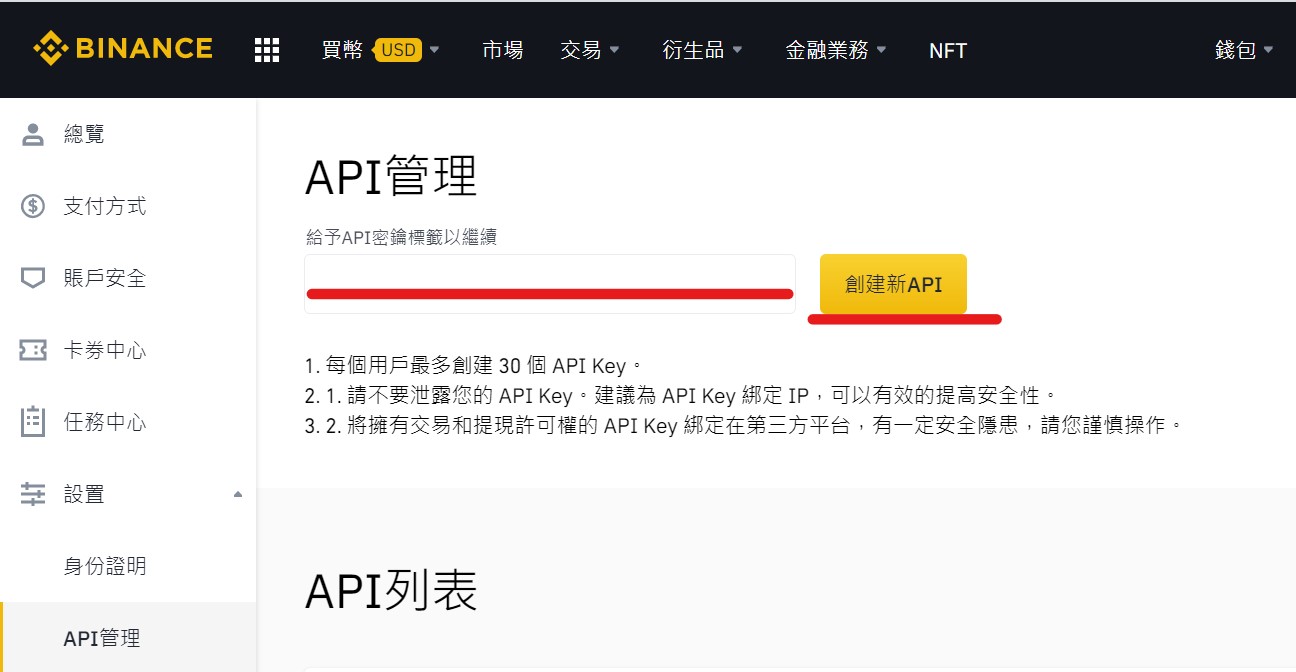 BINANCE 買幣 USD 市場 交易 衍生品 金融業務 NFT 錢包
總覽
支付方式
賬戶安全
卡券中心
任務中心
設置
身份證明
API管理
API管理
給予API密鑰標籤以繼續
創建新API
1. 每個用戶最多創建 30 個 API Key。
2. 1. 請不要泄露您的 API Key。建議為 API Key 綁定 IP，可以有效的提高安全性。
3. 2. 將擁有交易和提現許可權的 API Key 綁定在第三方平台，有一定安全隱患，請您謹慎操作。
API列表